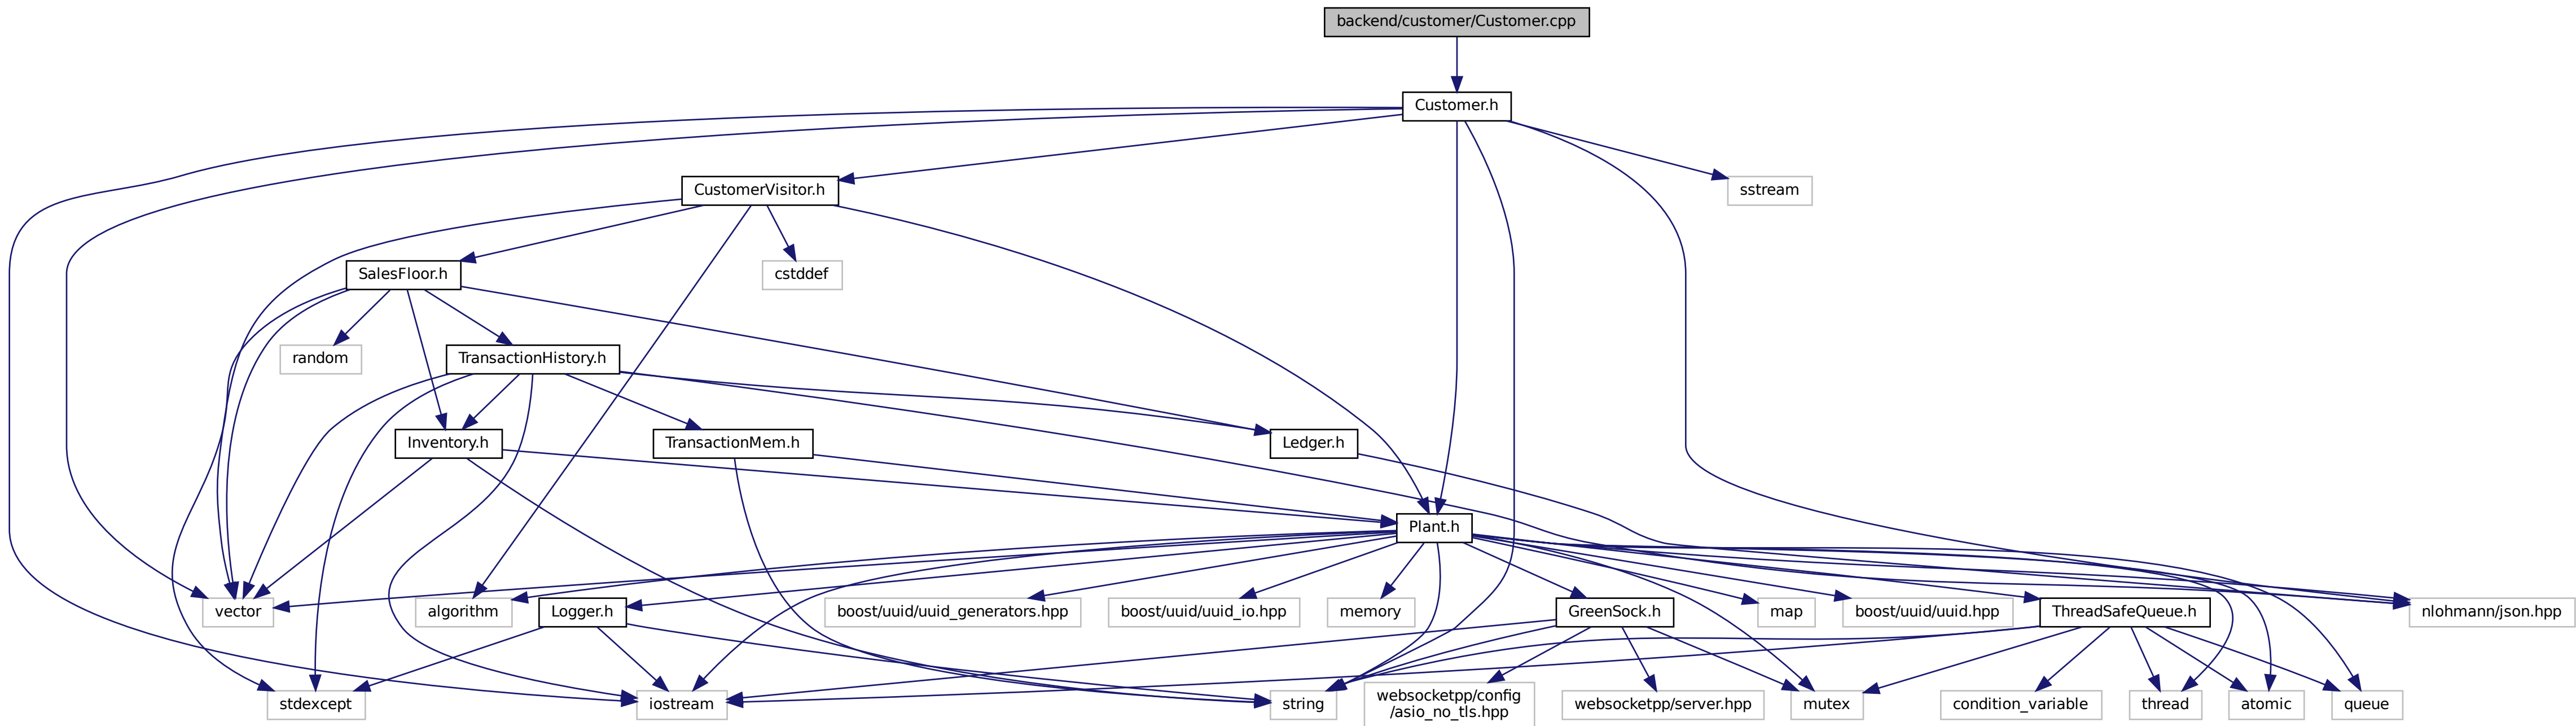 backend/customer/Customer.cpp
Customer.h
CustomerVisitor.h
sstream
SalesFloor.h
cstddef
random
TransactionHistory.h
Inventory.h
TransactionMem.h
Ledger.h
Plant.h
vector
algorithm
Logger.h
boost/uuid/uuid_generators.hpp
boost/uuid/uuid_io.hpp
memory
GreenSock.h
map
boost/uuid/uuid.hpp
ThreadSafeQueue.h
nlohmann/json.hpp
stdexcept
iostream
string
websocketpp/config
/asio_no_tls.hpp
websocketpp/server.hpp
mutex
condition_variable
thread
atomic
queue